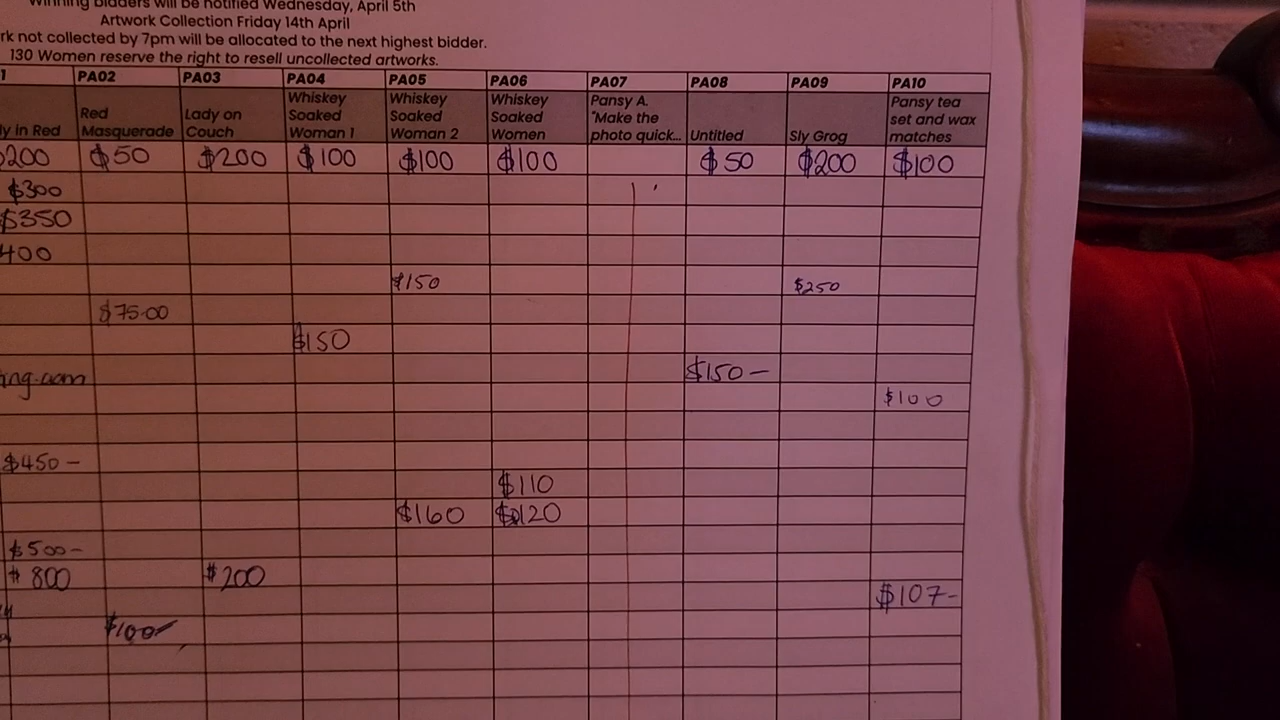 Winning bidders will be notified Wednesday, April 5th
Artwork Collection Friday 14th April
rk not collected by 7pm will be allocated to the next highest bidder.
130 Women reserve the right to resell uncollected artworks.
1 PA02 PA03 PA04 PA05 PA06 PA07 PA08 PA09 PA10
y in Red Red Masquerade Lady on Couch Whiskey Soaked Woman 1 Whiskey Soaked Woman 2 Whiskey Soaked Women Pansy A. "Make the photo quick... Untitled Sly Grog Pansy tea set and wax matches
$200 $50 $200 $100 $100 $100 $50 $200 $100
$300
$350
400
$150 $250
$75.00
$150
ing.com $150-
$100
$450-
$110
$160 $120
$500-
$800 $200
$107-
$100